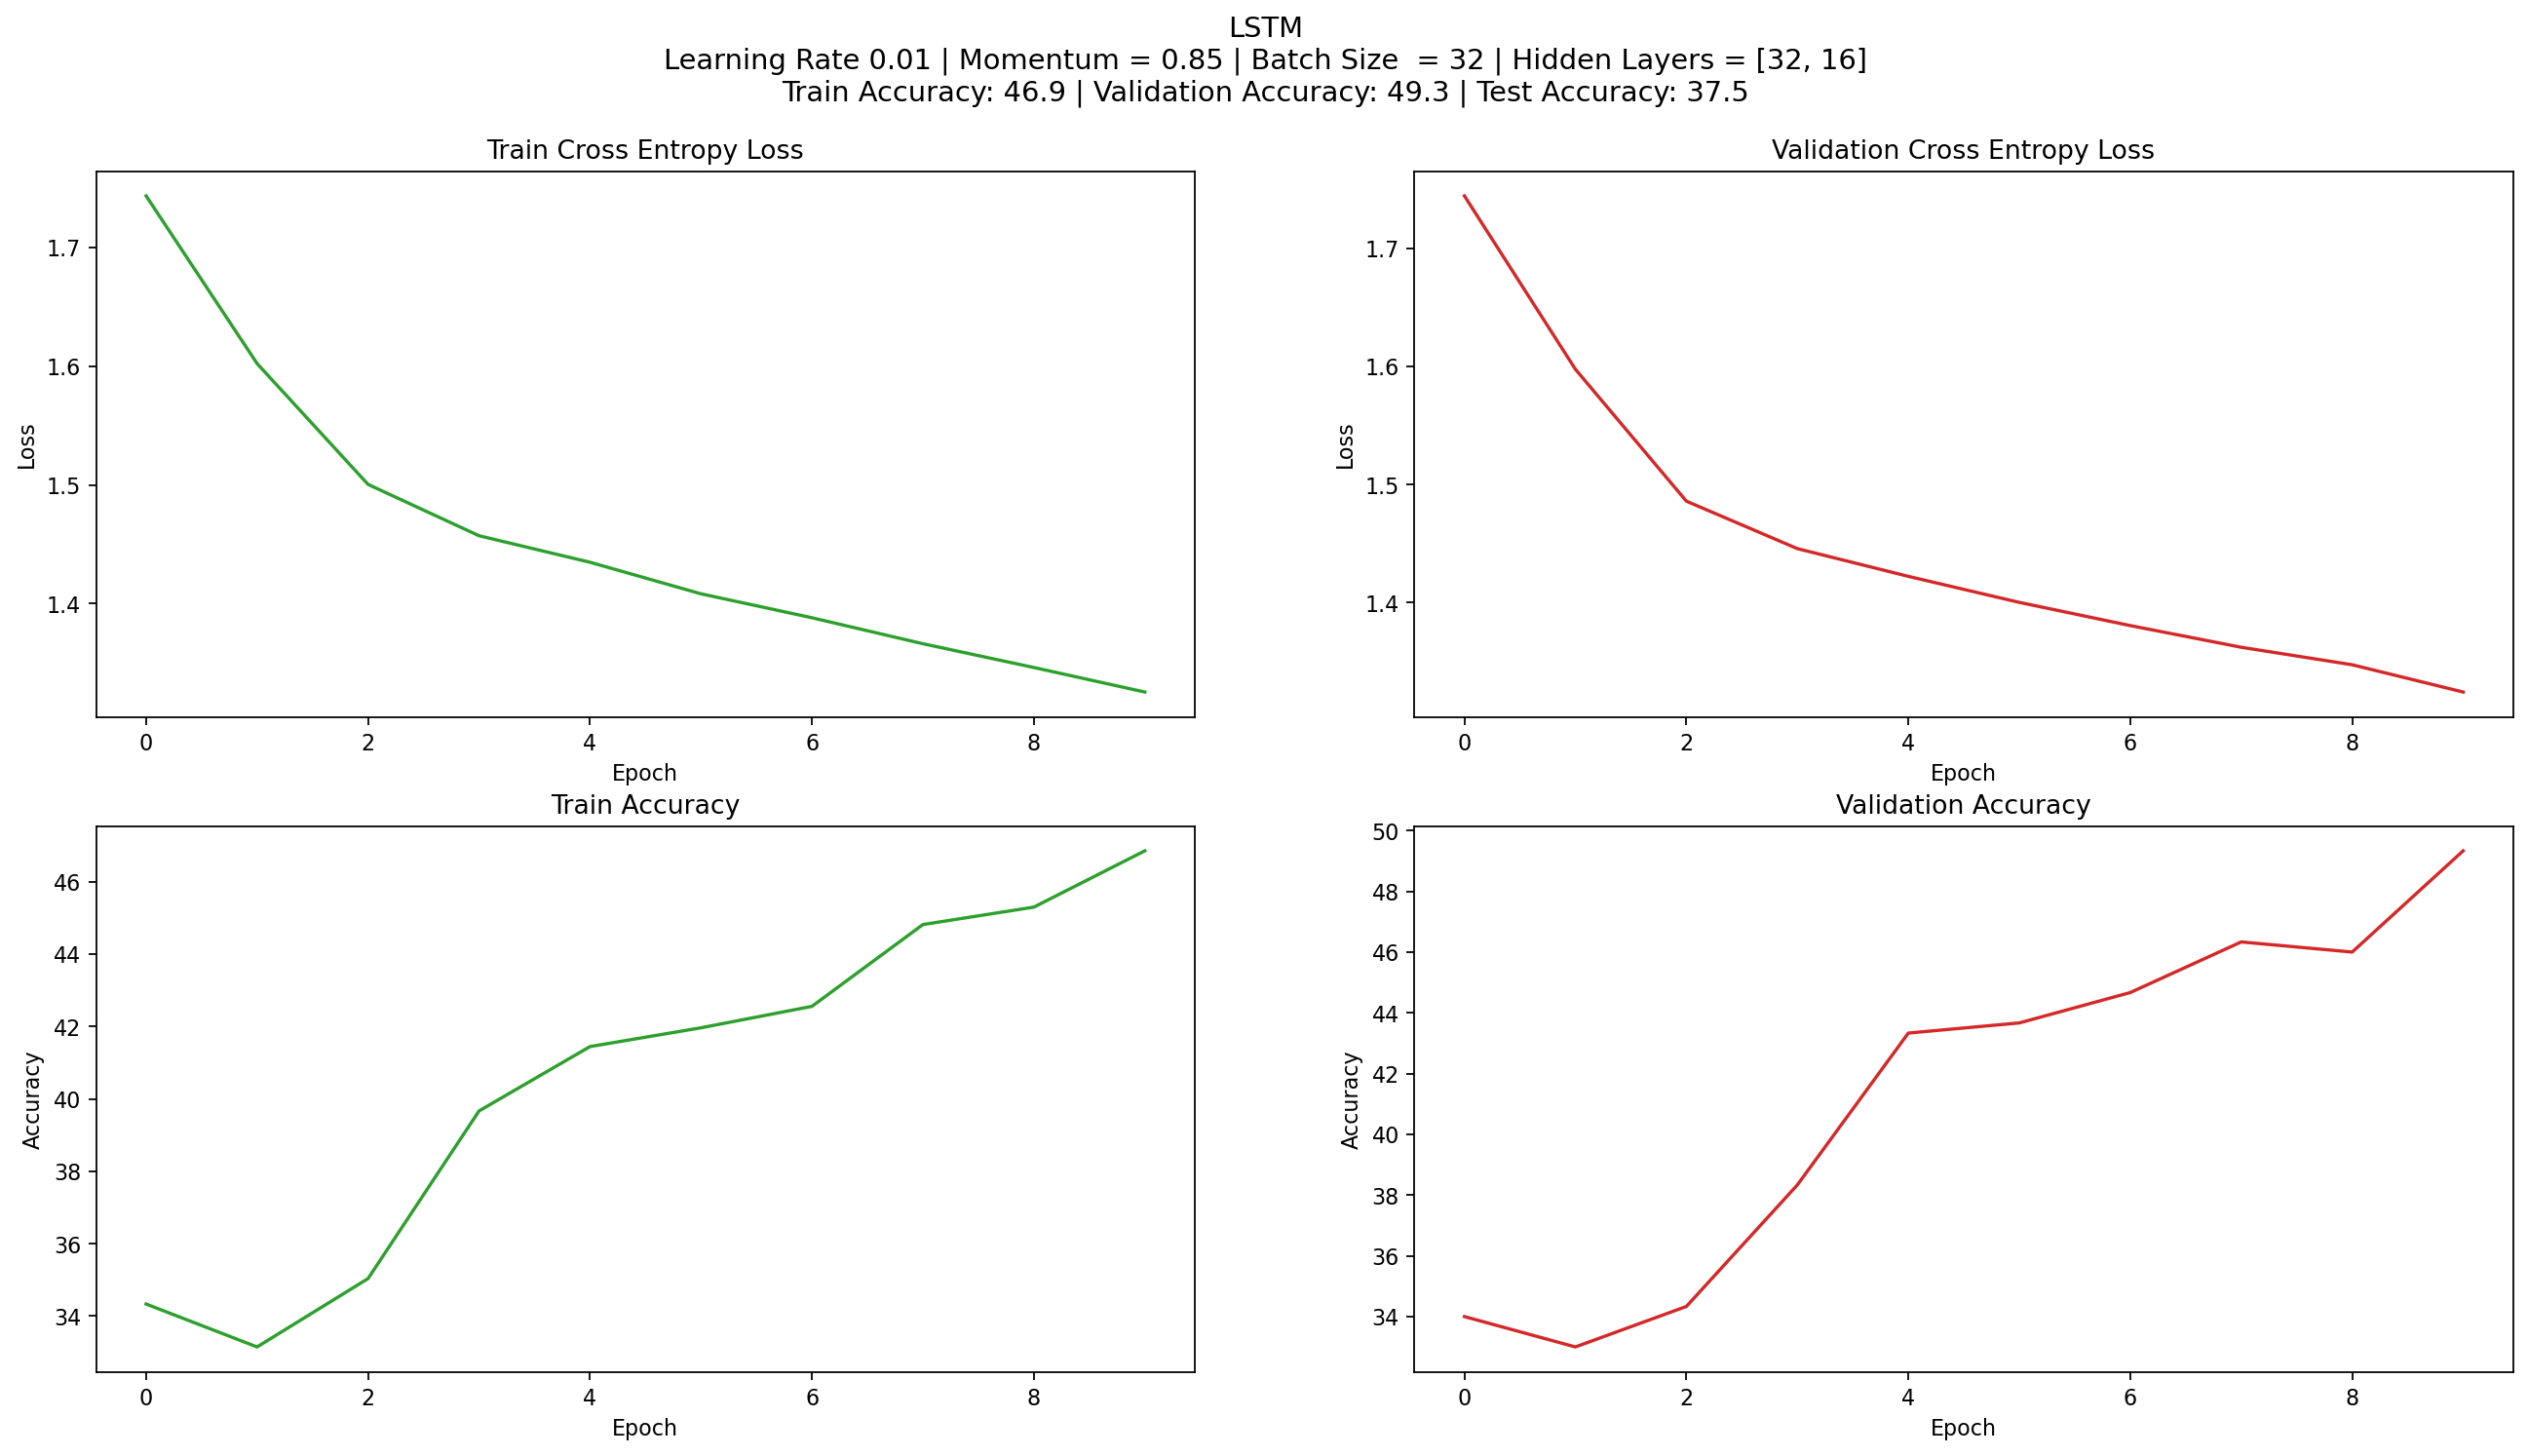 LSTM
Learning Rate 0.01 | Momentum = 0.85 | Batch Size  = 32 | Hidden Layers = [32, 16]
Train Accuracy: 46.9 | Validation Accuracy: 49.3 | Test Accuracy: 37.5
Train Cross Entropy Loss
1.7
1.6
1.5
1.4
Loss
0 2 4 6 8
Epoch
Validation Cross Entropy Loss
1.7
1.6
1.5
1.4
Loss
0 2 4 6 8
Epoch
Train Accuracy
46
44
42
40
38
36
34
Accuracy
0 2 4 6 8
Epoch
Validation Accuracy
50
48
46
44
42
40
38
36
34
Accuracy
0 2 4 6 8
Epoch